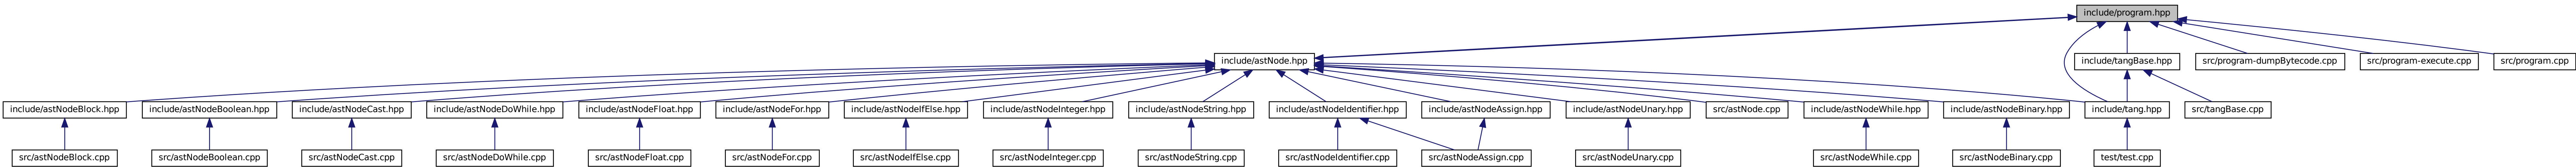 include/program.hpp
include/astNode.hpp
include/tangBase.hpp
src/program-dumpBytecode.cpp
src/program-execute.cpp
src/program.cpp
include/astNodeBlock.hpp
include/astNodeBoolean.hpp
include/astNodeCast.hpp
include/astNodeDoWhile.hpp
include/astNodeFloat.hpp
include/astNodeFor.hpp
include/astNodeIfElse.hpp
include/astNodeInteger.hpp
include/astNodeString.hpp
include/astNodeIdentifier.hpp
include/astNodeAssign.hpp
include/astNodeUnary.hpp
src/astNode.cpp
include/astNodeWhile.hpp
include/astNodeBinary.hpp
include/tang.hpp
src/tangBase.cpp
src/astNodeBlock.cpp
src/astNodeBoolean.cpp
src/astNodeCast.cpp
src/astNodeDoWhile.cpp
src/astNodeFloat.cpp
src/astNodeFor.cpp
src/astNodeIfElse.cpp
src/astNodeInteger.cpp
src/astNodeString.cpp
src/astNodeIdentifier.cpp
src/astNodeAssign.cpp
src/astNodeUnary.cpp
src/astNodeWhile.cpp
src/astNodeBinary.cpp
test/test.cpp